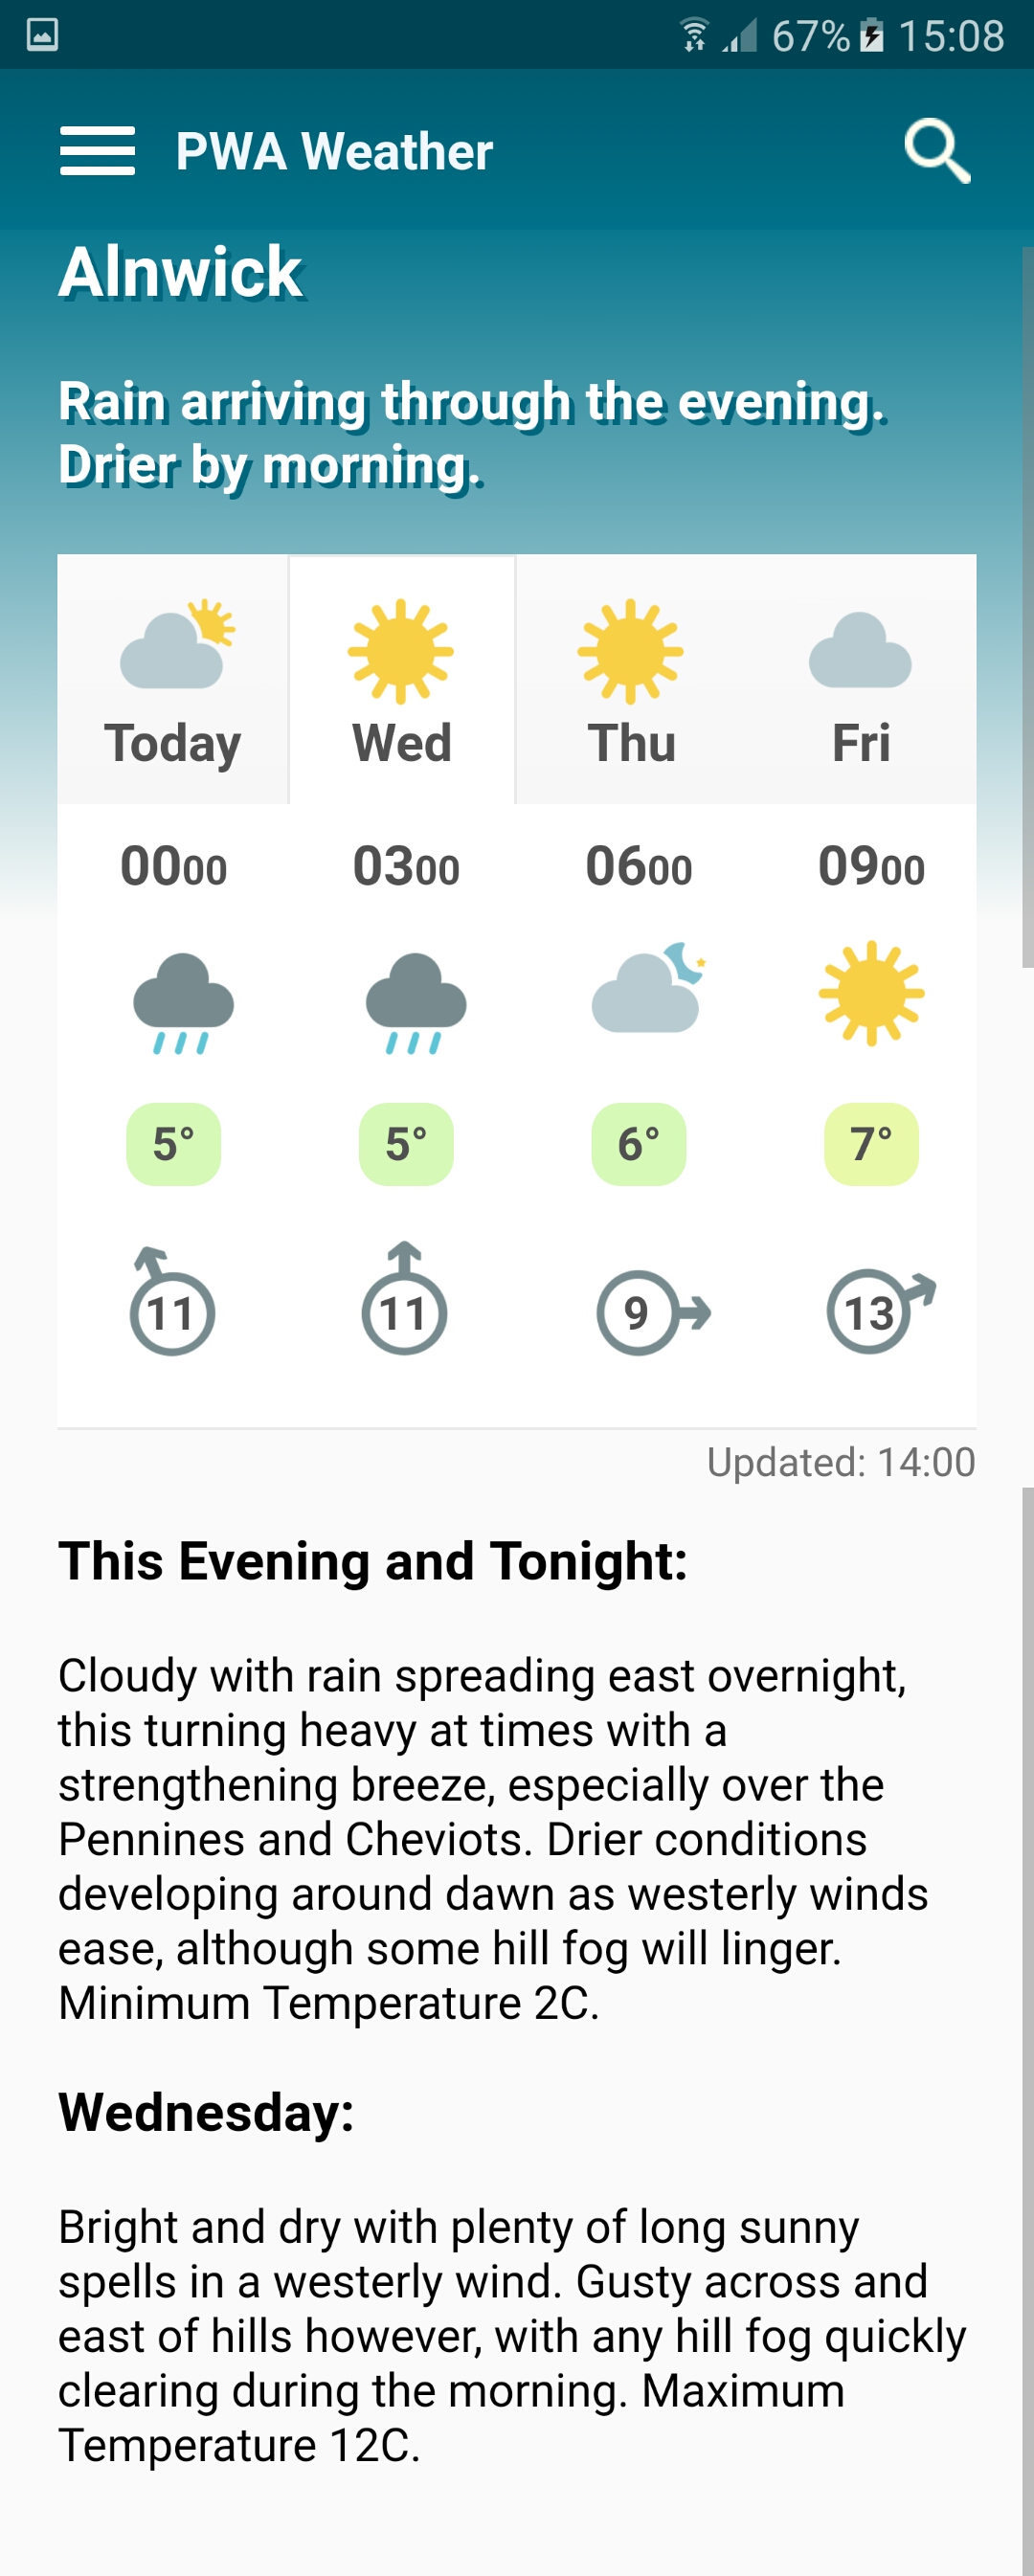 67% 15:08
PWA Weather
Alnwick
Rain arriving through the evening.
Drier by morning.
Today Wed Thu Fri
0000 0300 0600 0900
5° 5° 6° 7°
11 11 9 13
Updated: 14:00
This Evening and Tonight:
Cloudy with rain spreading east overnight,
this turning heavy at times with a
strengthening breeze, especially over the
Pennines and Cheviots. Drier conditions
developing around dawn as westerly winds
ease, although some hill fog will linger.
Minimum Temperature 2C.
Wednesday:
Bright and dry with plenty of long sunny
spells in a westerly wind. Gusty across and
east of hills however, with any hill fog quickly
clearing during the morning. Maximum
Temperature 12C.